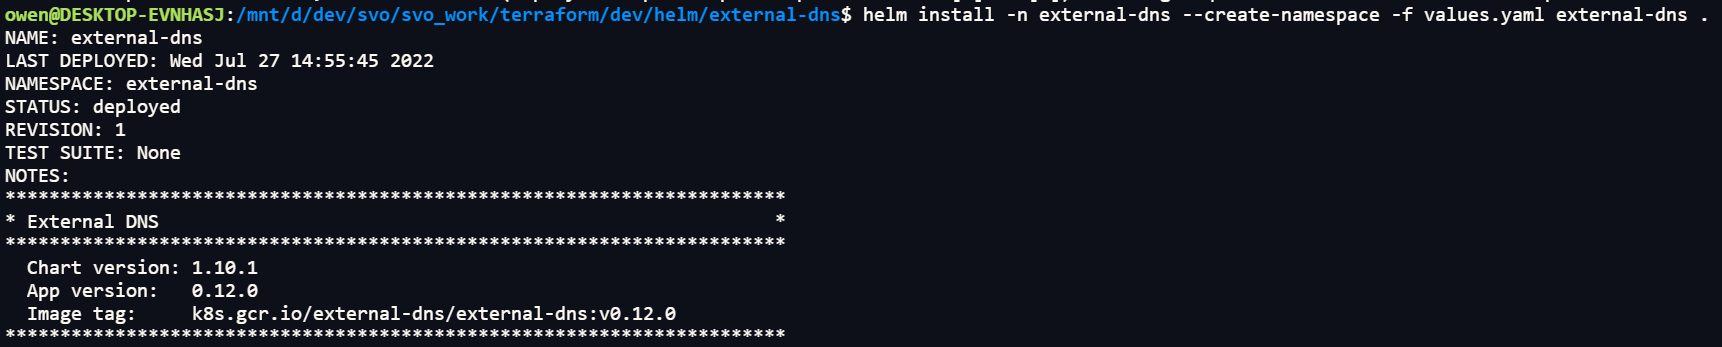 owen@DESKTOP-EVNHASJ:/mnt/d/dev/svo/svo_work/terraform/dev/helm/external-dns$ helm install -n external-dns --create-namespace -f values.yaml external-dns .
NAME: external-dns
LAST DEPLOYED: Wed Jul 27 14:55:45 2022
NAMESPACE: external-dns
STATUS: deployed
REVISION: 1
TEST SUITE: None
NOTES:
***********************************************************************
* External DNS                                                        *
***********************************************************************
  Chart version: 1.10.1
  App version:   0.12.0
  Image tag:     k8s.gcr.io/external-dns/external-dns:v0.12.0
***********************************************************************